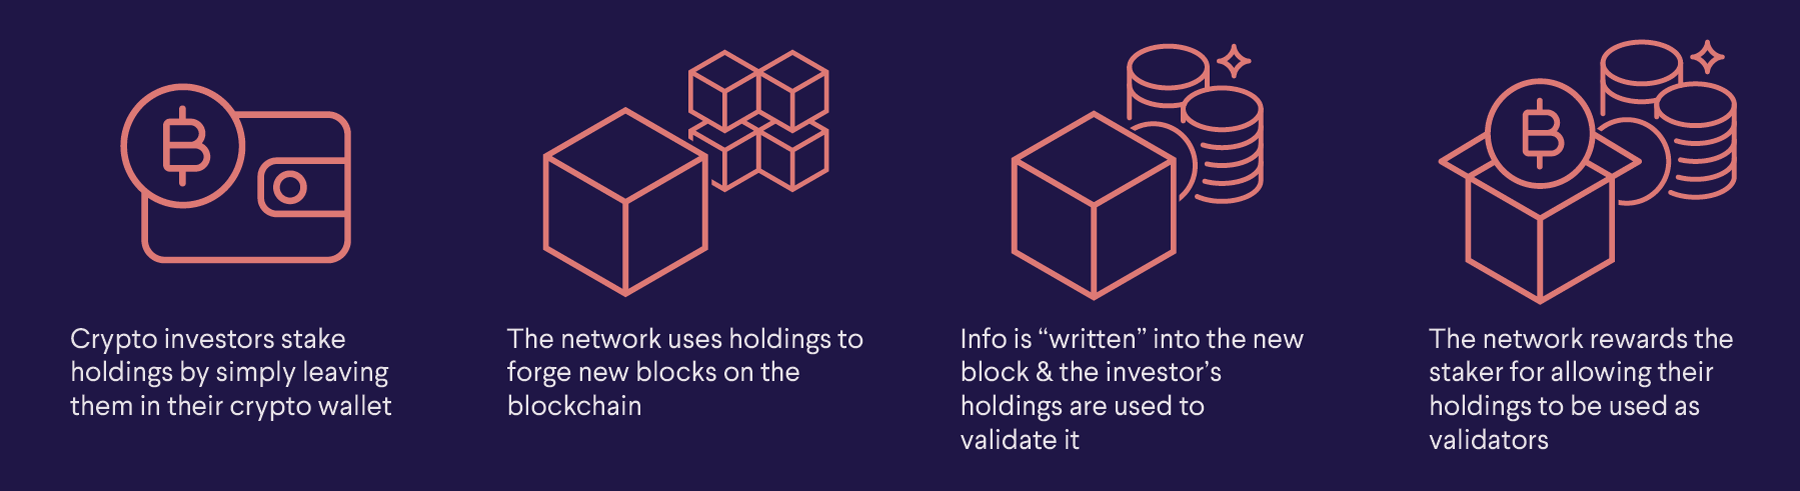 Crypto investors stake
holdings by simply leaving
them in their crypto wallet
The network uses holdings to
forge new blocks on the
blockchain
Info is “written” into the new
block & the investor’s
holdings are used to
validate it
The network rewards the
staker for allowing their
holdings to be used as
validators